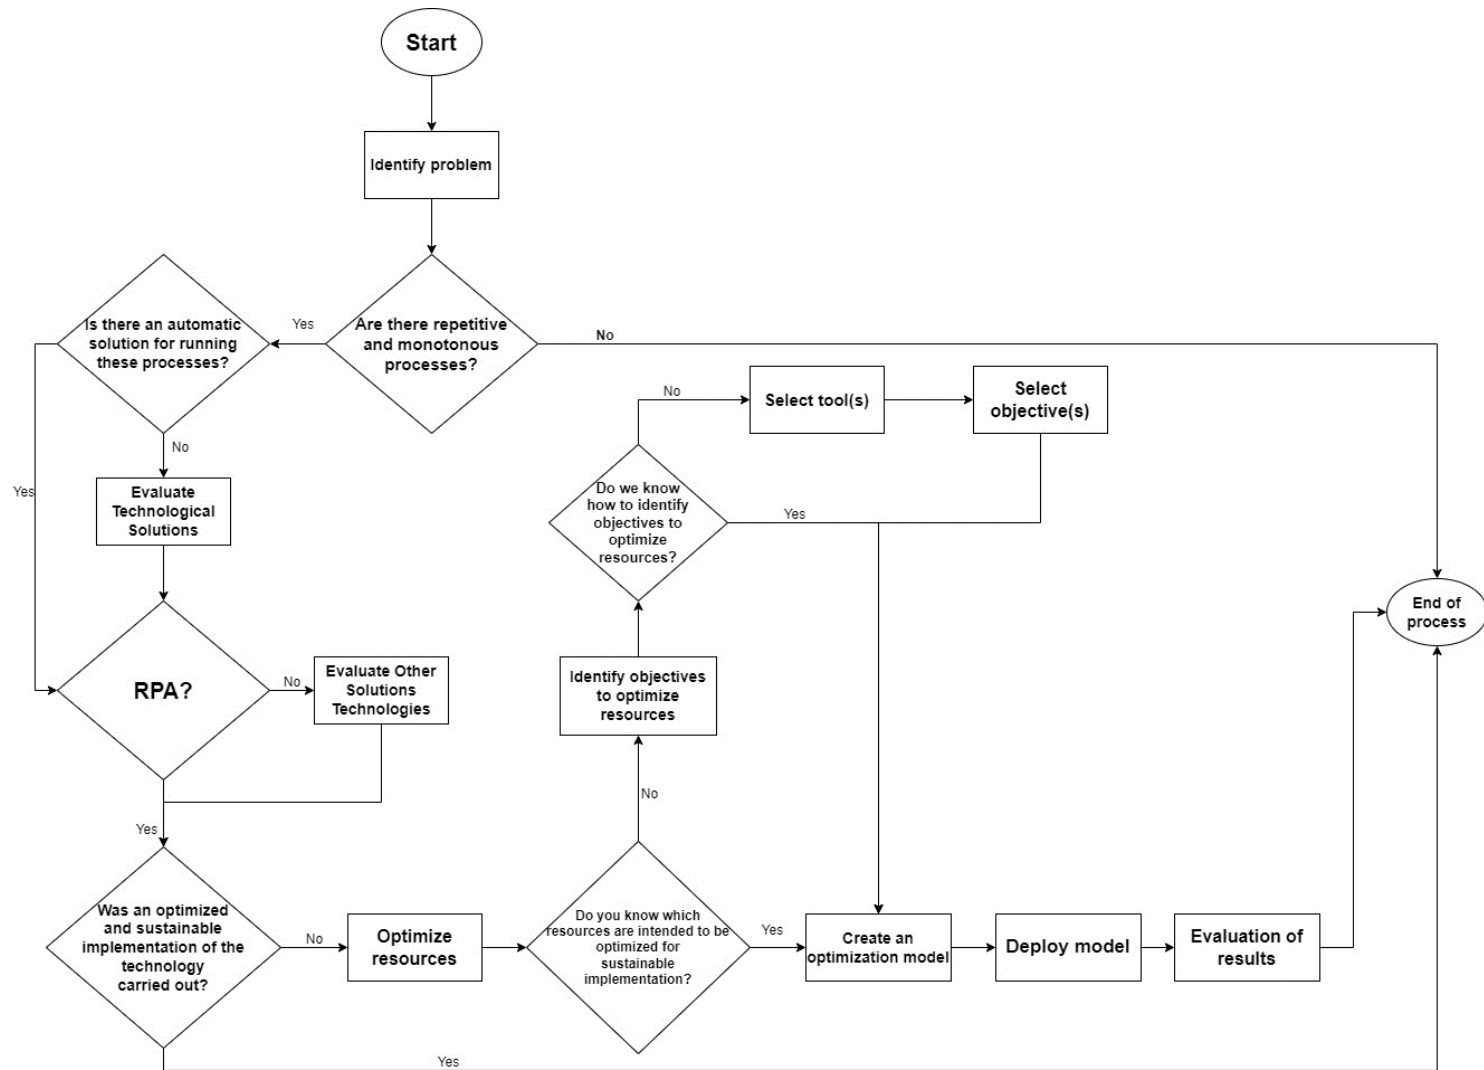 Start
Identify problem
Is there an automatic
solution for running
these processes?
Yes
Are there repetitive
and monotonous
processes?
No
No
Select tool(s)
Select
objective(s)
No
Yes
Evaluate
Technological
Solutions
Do we know
how to identify
objectives to
optimize
resources?
Yes
End of
process
RPA?
No
Evaluate Other
Solutions
Technologies
Identify objectives
to optimize
resources
No
Yes
Was an optimized
and sustainable
implementation of the
technology
carried out?
No
Optimize
resources
Do you know which
resources are intended to be
optimized for
sustainable
implementation?
Yes
Create an
optimization model
Deploy model
Evaluation of
results
Yes